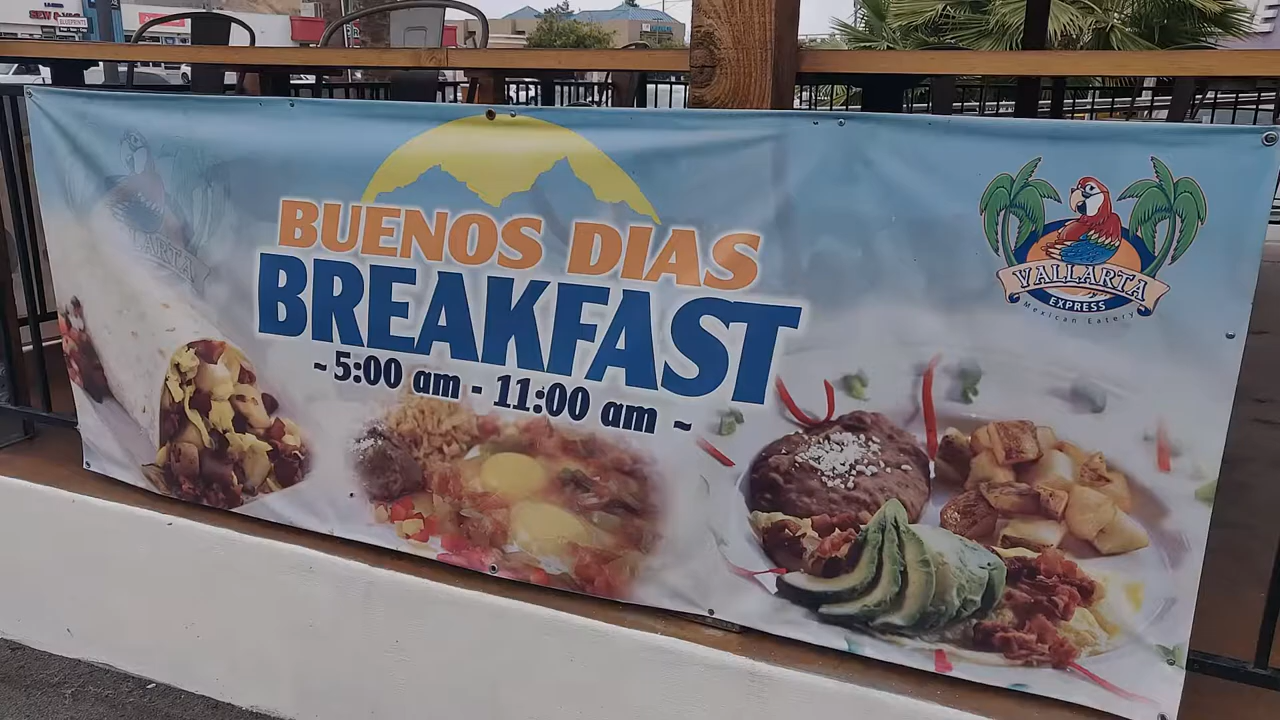 BUENOS DIAS
BREAKFAST
~ 5:00 am - 11:00 am ~
VALLARTA
EXPRESS
Mexican Eatery